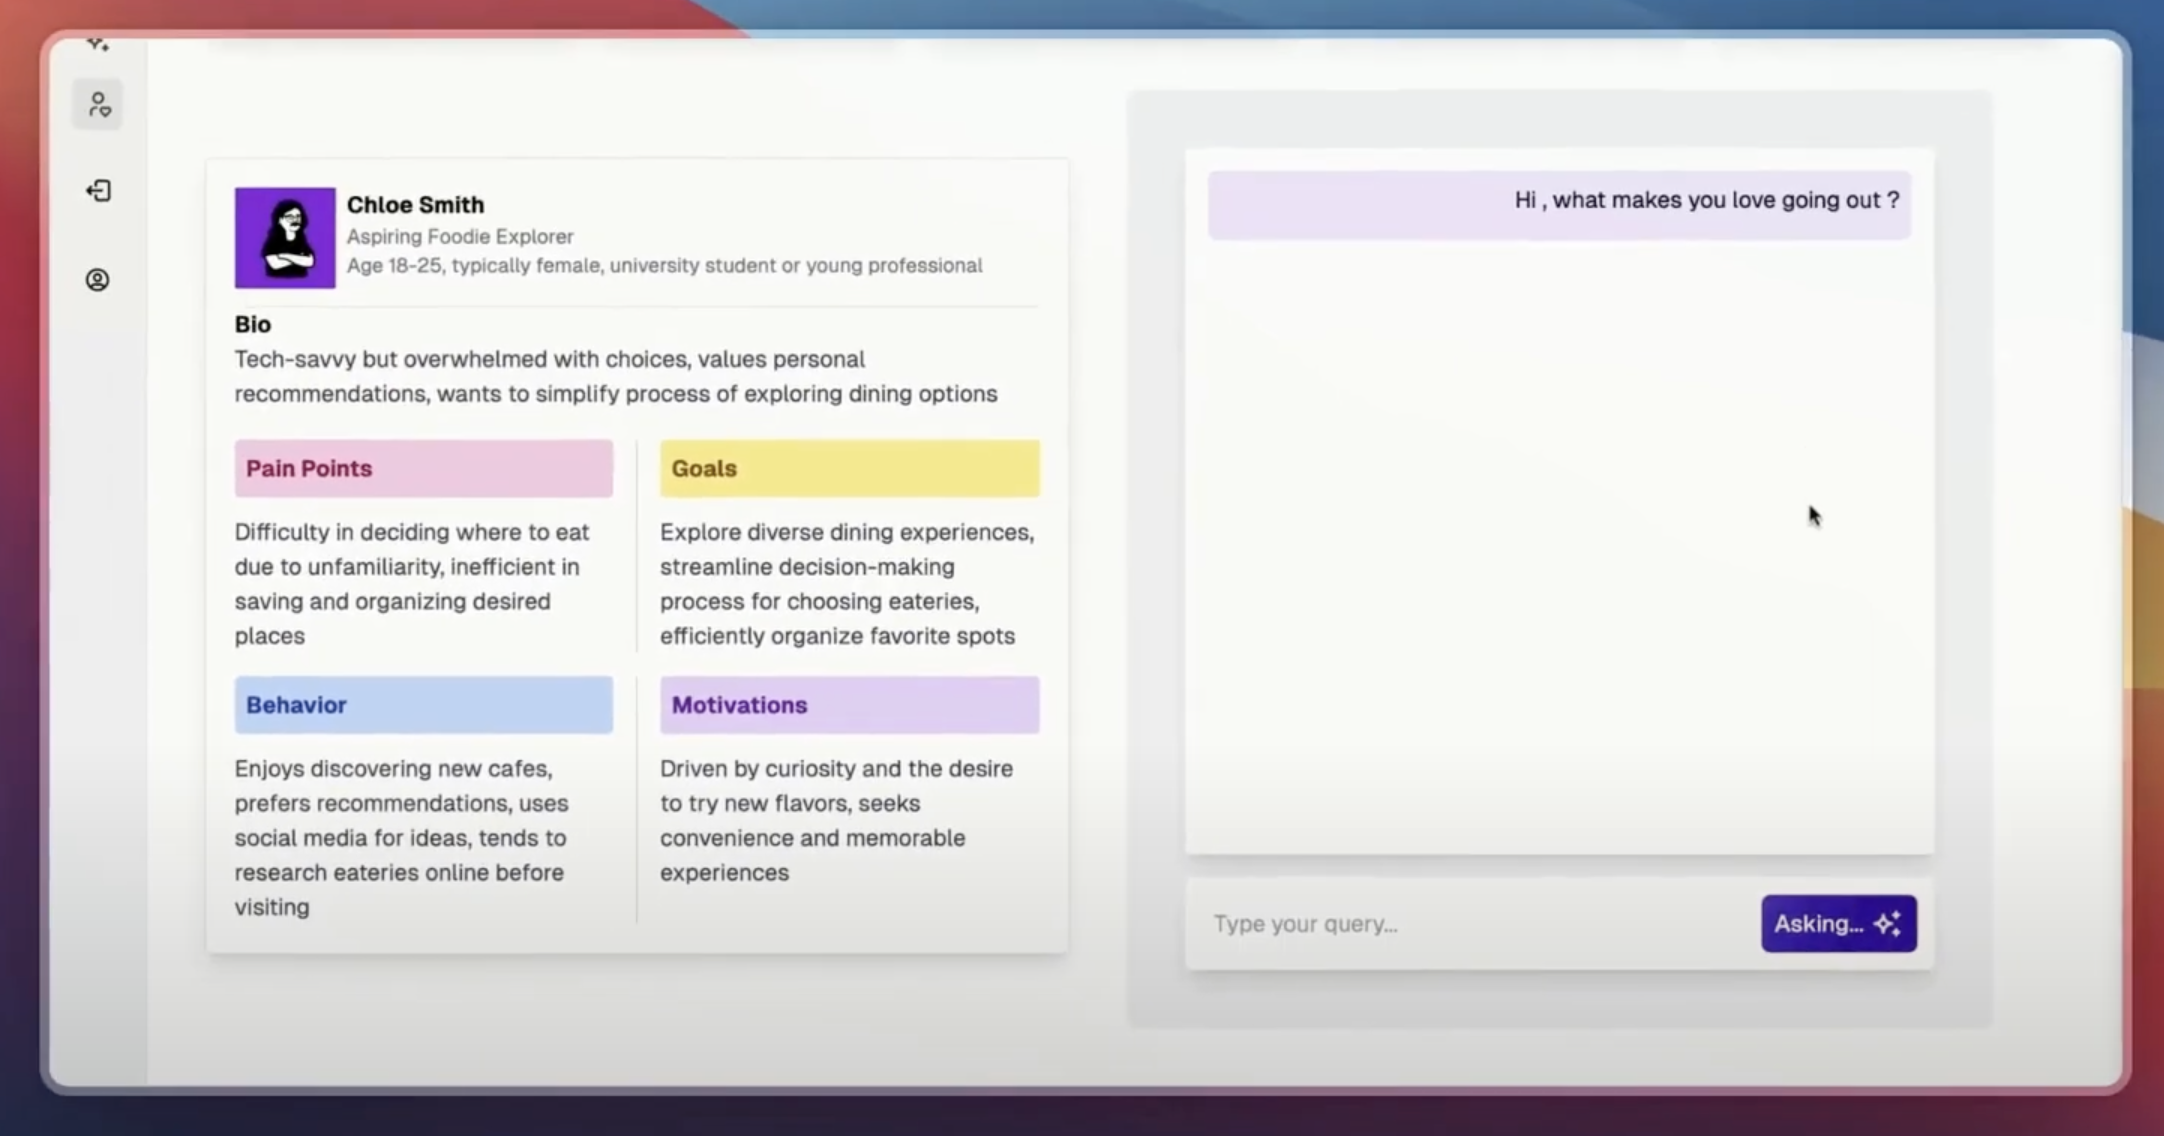 Chloe Smith
Aspiring Foodie Explorer
Age 18-25, typically female, university student or young professional
Bio
Tech-savvy but overwhelmed with choices, values personal
recommendations, wants to simplify process of exploring dining options
Pain Points
Difficulty in deciding where to eat
due to unfamiliarity, inefficient in
saving and organizing desired
places
Goals
Explore diverse dining experiences,
streamline decision-making
process for choosing eateries,
efficiently organize favorite spots
Behavior
Enjoys discovering new cafes,
prefers recommendations, uses
social media for ideas, tends to
research eateries online before
visiting
Motivations
Driven by curiosity and the desire
to try new flavors, seeks
convenience and memorable
experiences
Hi , what makes you love going out ?
Type your query...
Asking...